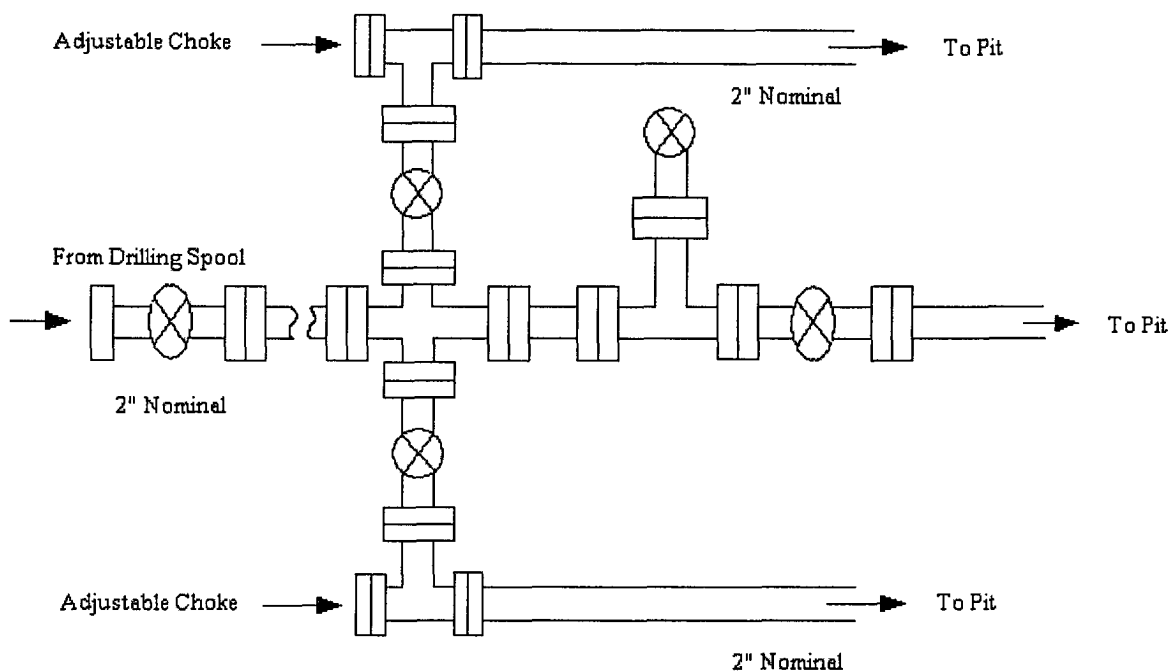 Adjustable Choke
To Pit
2" Nominal
From Drilling Spool
To Pit
2" Nominal
Adjustable Choke
To Pit
2" Nominal